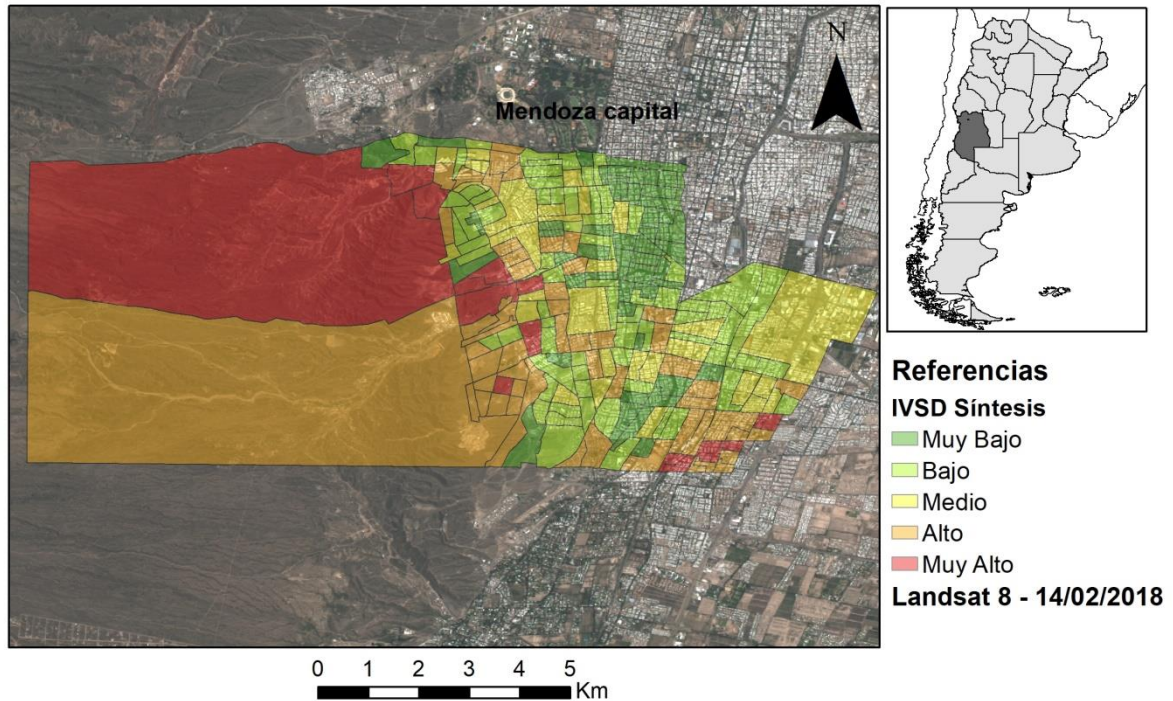 Mendoza capital
N
Referencias
IVSD Síntesis
Muy Bajo
Bajo
Medio
Alto
Muy Alto
Landsat 8 - 14/02/2018
0 1 2 3 4 5
Km